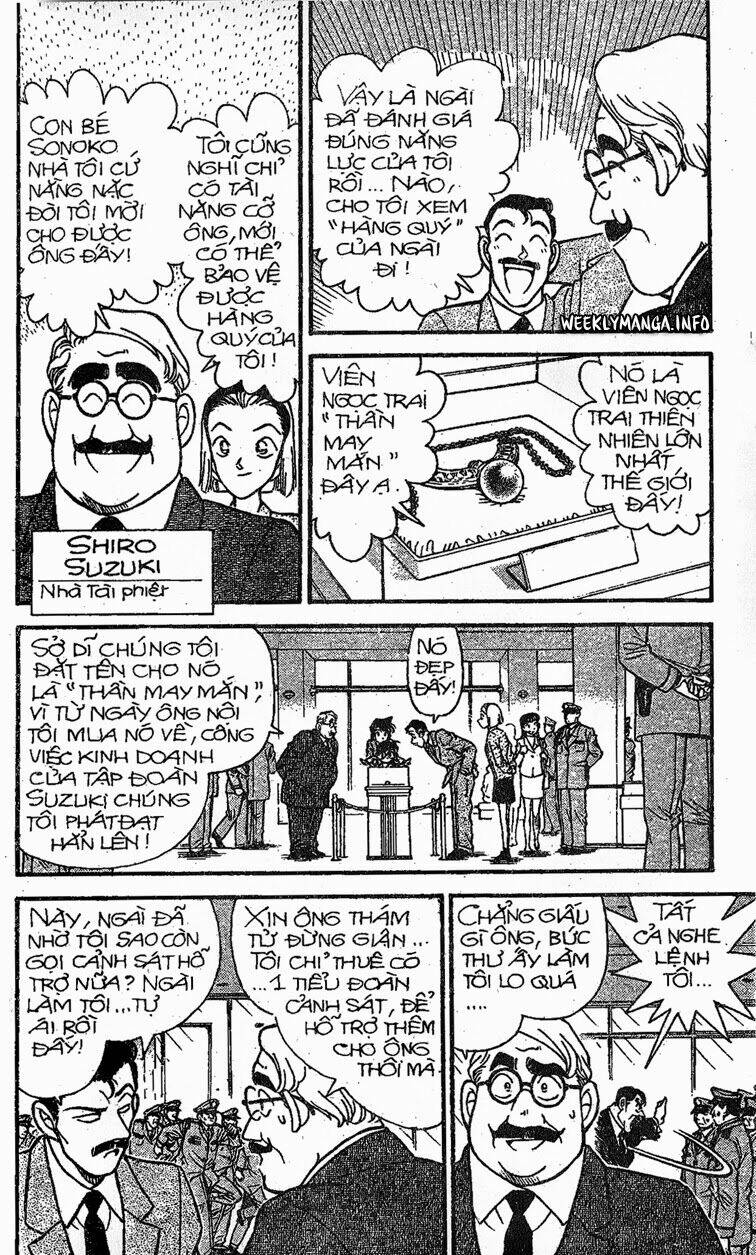 CON BÉ
SONOKO
NHÀ TÔI CỨ
NẰNG NẶC
ĐÒI TÔI MỜI
CHO ĐƯỢC
ÔNG ĐẤY!
TÔI CŨNG
NGHĨ CHỈ
CÓ TÀI
NĂNG CỠ
ÔNG, MỚI
CÓ THỂ
BẢO VỆ
ĐƯỢC
HÀNG
QUÝ CỦA
TÔI!
SHIRO
SUZUKI
Nhà Tài phiệt
VẬY LÀ NGÀI
ĐÃ ĐÁNH GIÁ
ĐÚNG NĂNG
LỰC CỦA TÔI
RỒI... NÀO,
CHO TÔI XEM
"HÀNG QUÝ"
CỦA NGÀI
ĐI!
WEEKLYMANGA.INFO
VIÊN
NGỌC TRAI
"THẦN
MAY
MẮN"
ĐÂY Ạ.
NÓ LÀ
VIÊN NGỌC
TRAI THIÊN
NHIÊN LỚN
NHẤT
THẾ GIỚI
ĐẤY!
SỞ DĨ CHÚNG TÔI
ĐẶT TÊN CHO NÓ
LÀ "THẦN MAY MẮN",
VÌ TỪ NGÀY ÔNG NỘI
TÔI MUA NÓ VỀ, CÔNG
VIỆC KINH DOANH
CỦA TẬP ĐOÀN
SUZUKI CHÚNG
TÔI PHÁT ĐẠT
HẲN LÊN!
NÓ
ĐẸP
ĐẤY!
NÀY, NGÀI ĐÃ
NHỜ TÔI SAO CÒN
GỌI CẢNH SÁT HỖ
TRỢ NỮA? NGÀI
LÀM TÔI... TỰ
ÁI RỒI
ĐẤY!
XIN ÔNG THÁM
TỬ ĐỪNG GIẬN...
TÔI CHỈ THUÊ CÓ
...1 TIỂU ĐOÀN
CẢNH SÁT, ĐỂ
HỖ TRỢ THÊM
CHO ÔNG
THÔI MÀ
CHẲNG GIẤU
GÌ ÔNG, BỨC
THƯ ẤY LÀM
TÔI LO QUÁ
....
TẤT
CẢ NGHE
LỆNH
TÔI...